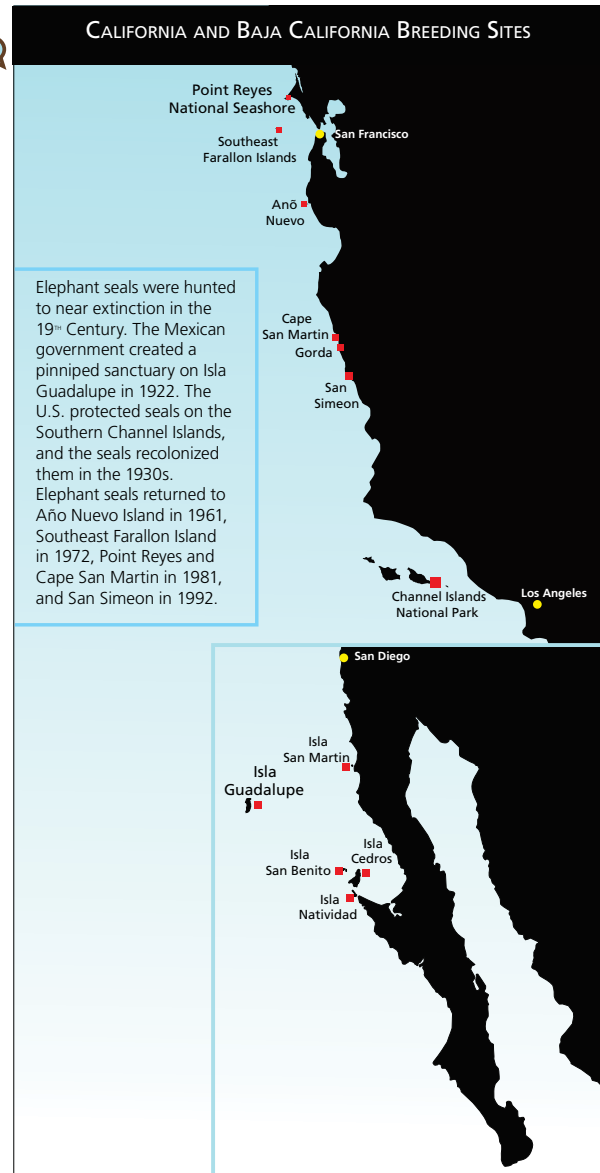 CALIFORNIA AND BAJA CALIFORNIA BREEDING SITES
Point Reyes
National Seashore
Southeast
Farallon Islands
San Francisco
Anõ
Nuevo
Elephant seals were hunted
to near extinction in the
19TH Century. The Mexican
government created a
pinniped sanctuary on Isla
Guadalupe in 1922. The
U.S. protected seals on the
Southern Channel Islands,
and the seals recolonized
them in the 1930s.
Elephant seals returned to
Año Nuevo Island in 1961,
Southeast Farallon Island
in 1972, Point Reyes and
Cape San Martin in 1981,
and San Simeon in 1992.
Cape
San Martin
Gorda
San
Simeon
Channel Islands
National Park
Los Angeles
San Diego
Isla
San Martin
Isla
Guadalupe
Isla
San Benito
Isla
Cedros
Isla
Natividad